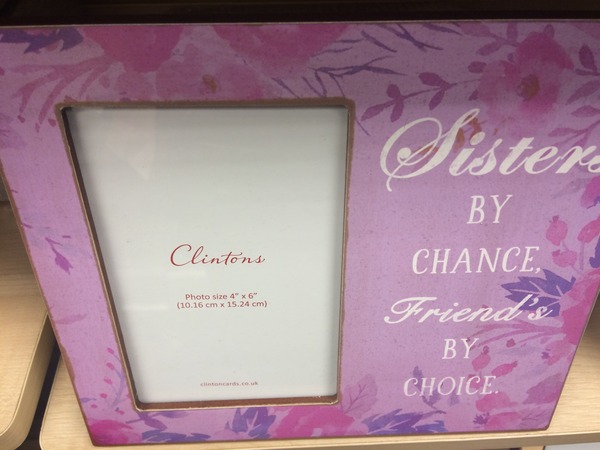 Clintons
Photo size 4" x 6"
(10.16 cm x 15.24 cm)
clintoncards.co.uk
Sisters
BY
CHANCE,
Friend's
BY
CHOICE.